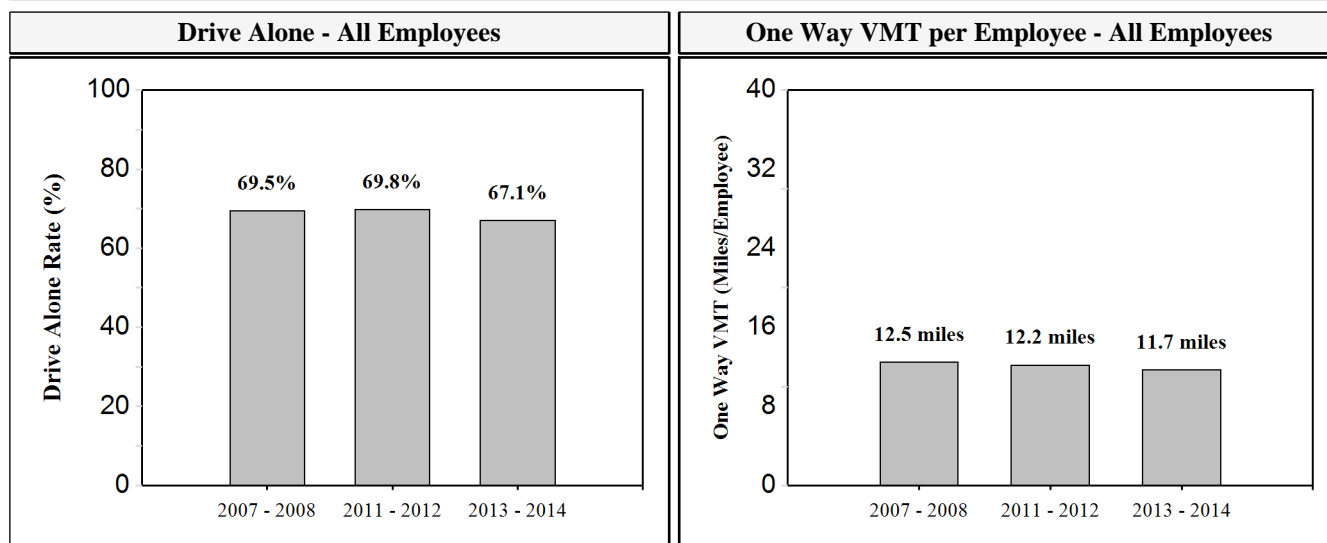 Drive Alone - All Employees
One Way VMT per Employee - All Employees
Drive Alone Rate (%)
100
80
60
40
20
0
69.5%
69.8%
67.1%
2007 - 2008
2011 - 2012
2013 - 2014
One Way VMT (Miles/Employee)
40
32
24
16
8
0
12.5 miles
12.2 miles
11.7 miles
2007 - 2008
2011 - 2012
2013 - 2014